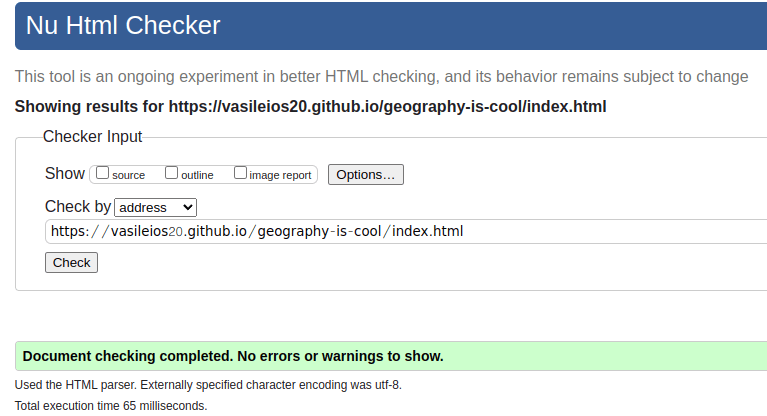 Nu Html Checker
This tool is an ongoing experiment in better HTML checking, and its behavior remains subject to change
Showing results for https://vasileios20.github.io/geography-is-cool/index.html
Checker Input
Show source outline image report Options...
Check by address
https://vasileios20.github.io/geography-is-cool/index.html
Check
Document checking completed. No errors or warnings to show.
Used the HTML parser. Externally specified character encoding was utf-8.
Total execution time 65 milliseconds.